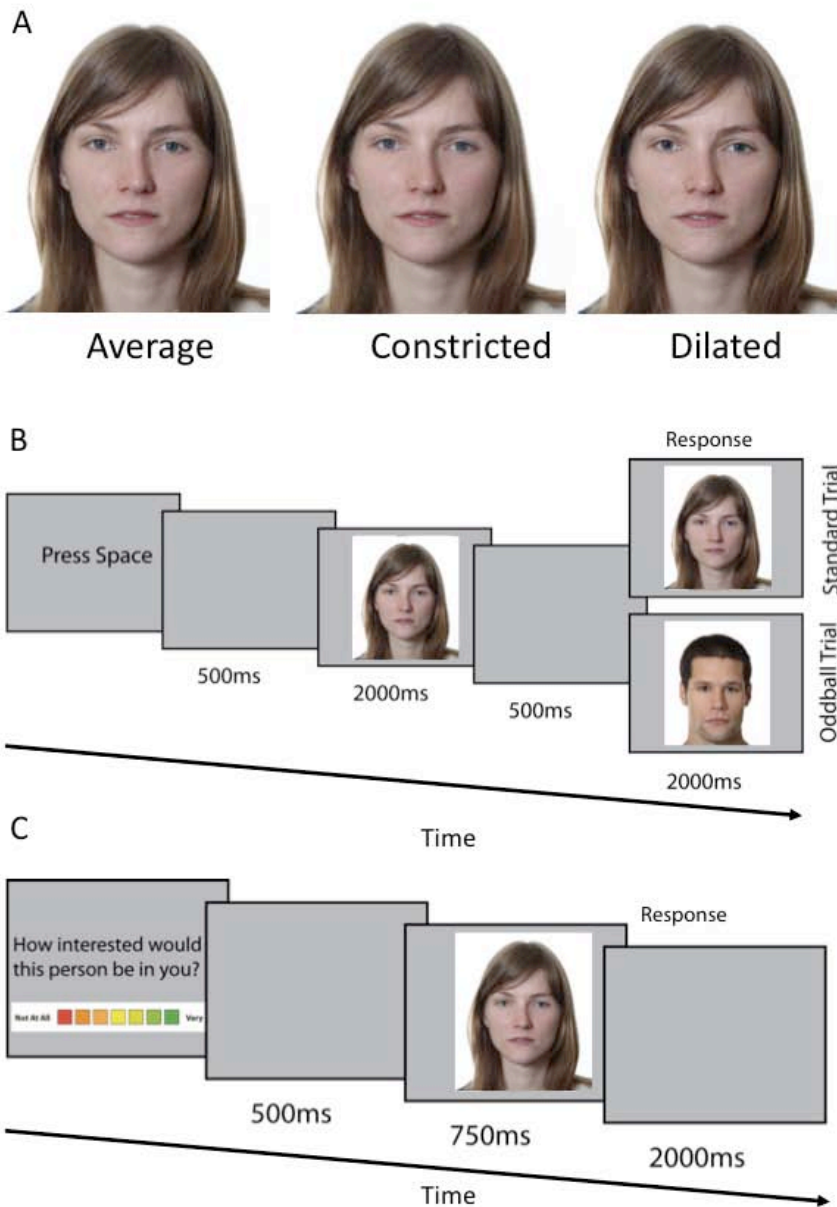 A
Average Constricted Dilated
B
Response
Press Space
Standard Trial
Oddball Trial
500ms
2000ms
500ms
2000ms
Time
C
Response
How interested would
this person be in you?
Not At All Very
500ms
750ms
2000ms
Time